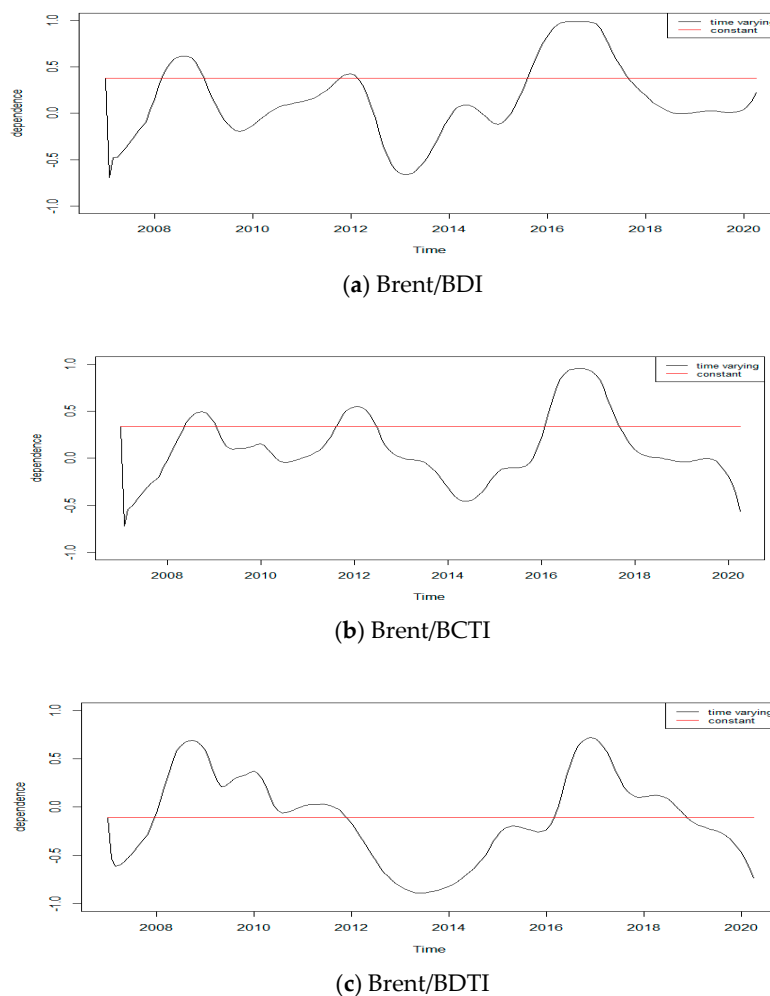 time varying
constant
1.0
0.5
0.0
-0.5
-1.0
dependence
2008 2010 2012 2014 2016 2018 2020
Time
(a) Brent/BDI
time varying
constant
1.0
0.5
0.0
-0.5
-1.0
dependence
2008 2010 2012 2014 2016 2018 2020
Time
(b) Brent/BCTI
time varying
constant
1.0
0.5
0.0
-0.5
-1.0
dependence
2008 2010 2012 2014 2016 2018 2020
Time
(c) Brent/BDTI